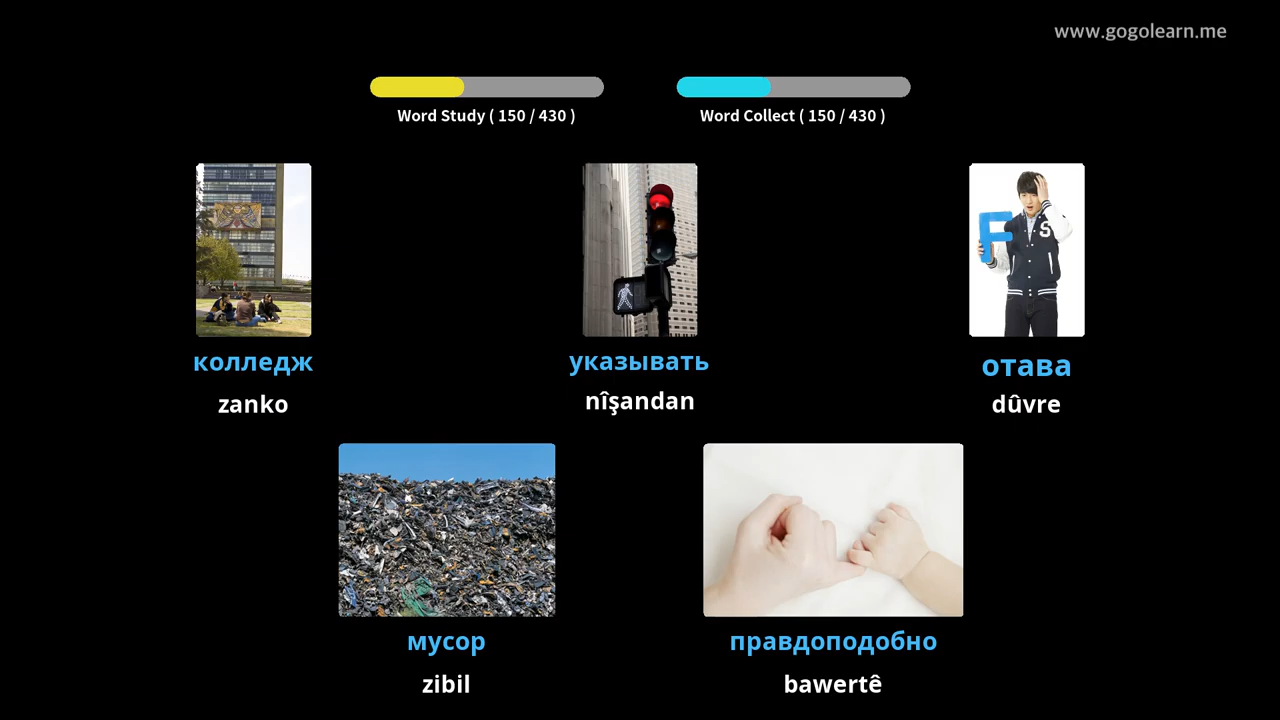 www.gogolearn.me
Word Study ( 150 / 430 )
Word Collect ( 150 / 430 )
F
S
колледж
указывать
отава
zanko
nîşandan
dûvre
мусор
правдоподобно
zibil
bawertê